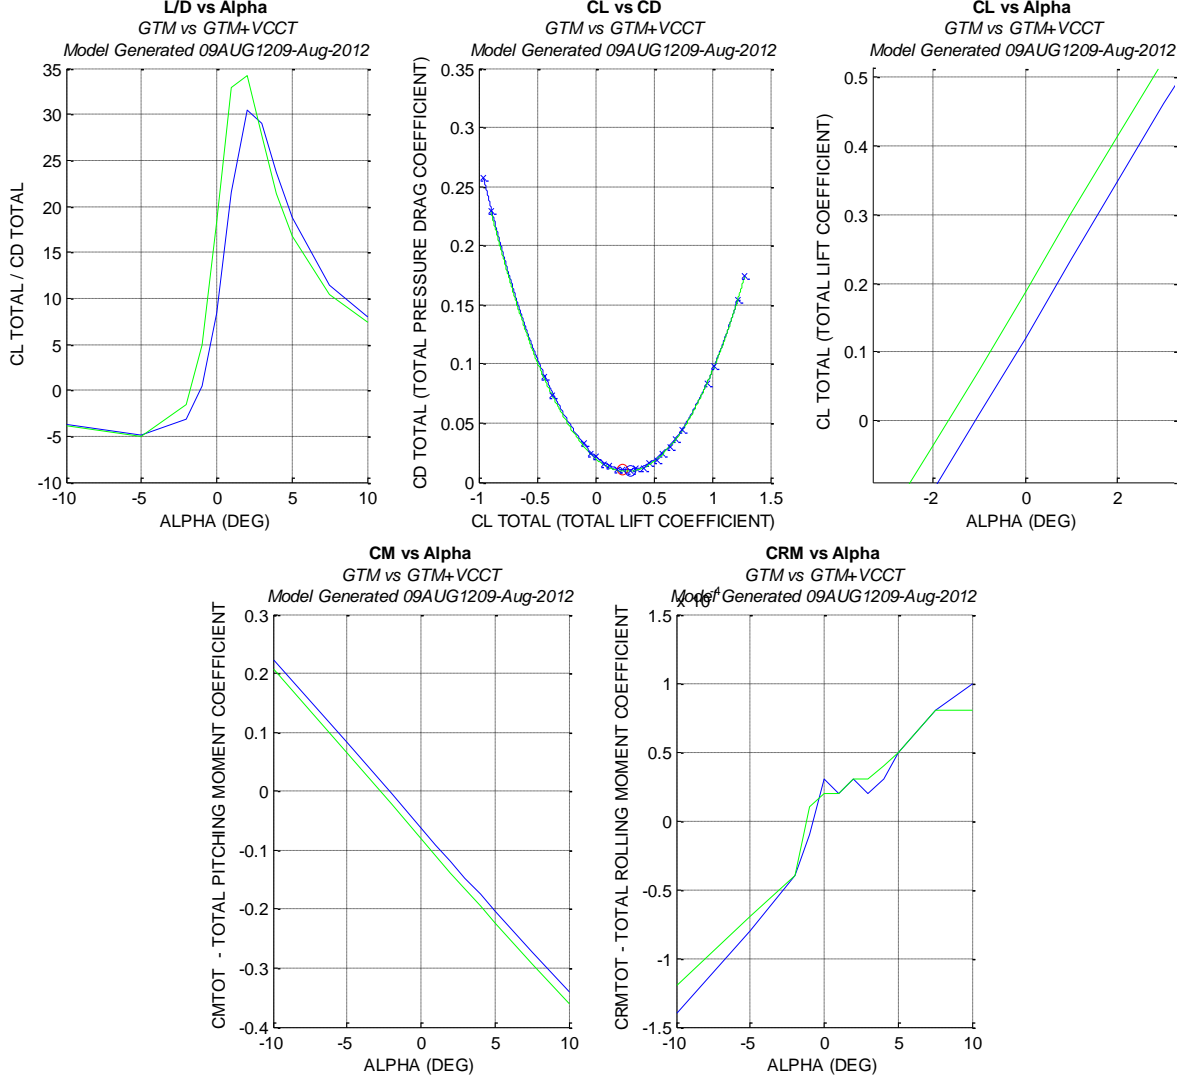 L/D vs Alpha
GTM vs GTM+VCCT
Model Generated 09AUG1209-Aug-2012
35
30
25
20
15
10
5
0
-5
-10
-10
-5
0
5
10
CL TOTAL / CD TOTAL
ALPHA (DEG)
CL vs CD
GTM vs GTM+VCCT
Model Generated 09AUG1209-Aug-2012
0.35
0.3
0.25
0.2
0.15
0.1
0.05
0
-1
-0.5
0
0.5
1
1.5
CD TOTAL (TOTAL PRESSURE DRAG COEFFICIENT)
CL TOTAL (TOTAL LIFT COEFFICIENT)
CL vs Alpha
GTM vs GTM+VCCT
Model Generated 09AUG1209-Aug-2012
0.5
0.4
0.3
0.2
0.1
0
-2
0
2
CL TOTAL (TOTAL LIFT COEFFICIENT)
ALPHA (DEG)
CM vs Alpha
GTM vs GTM+VCCT
Model Generated 09AUG1209-Aug-2012
0.3
0.2
0.1
0
-0.1
-0.2
-0.3
-0.4
-10
-5
0
5
10
CMTOT - TOTAL PITCHING MOMENT COEFFICIENT
ALPHA (DEG)
CRM vs Alpha
GTM vs GTM+VCCT
Model Generated 09AUG1209-Aug-2012
1.5
1
0.5
0
-0.5
-1
-1.5
-10
-5
0
5
10
CRMTOT - TOTAL ROLLING MOMENT COEFFICIENT
ALPHA (DEG)